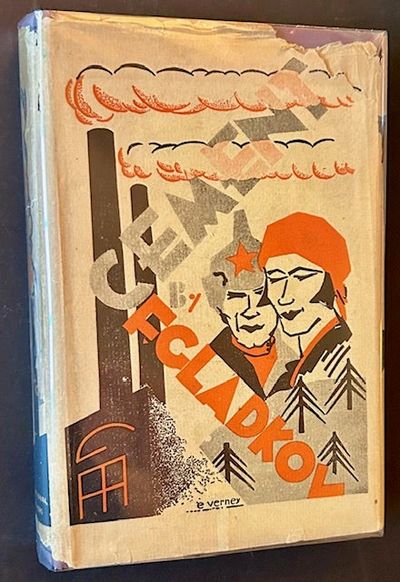 CEMENT
By
F. GLADKOV
e verney